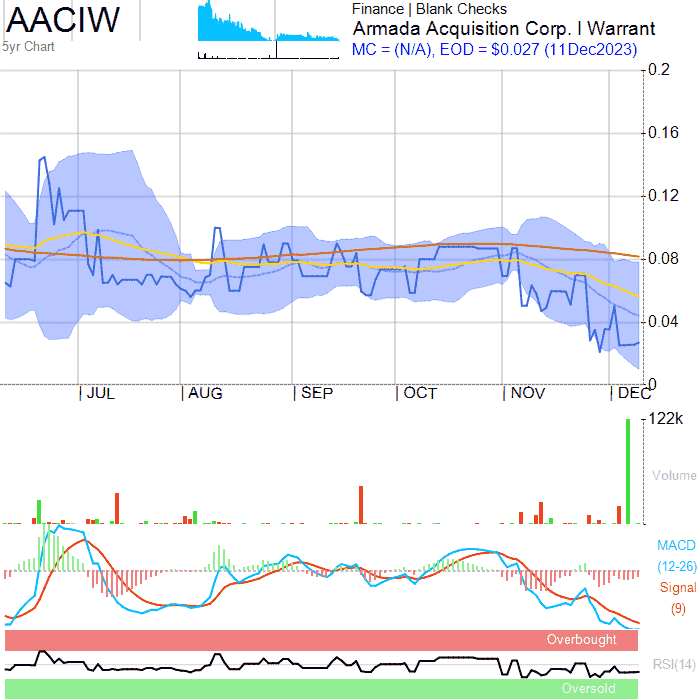 AACIW
5yr Chart
Finance | Blank Checks
Armada Acquisition Corp. I Warrant
MC = (N/A), EOD = $0.027 (11Dec2023)
0.2
0.16
0.12
0.08
0.04
0
JUL AUG SEP OCT NOV DEC
122k
Volume
MACD
(12-26)
Signal
(9)
Overbought
RSI(14)
Oversold